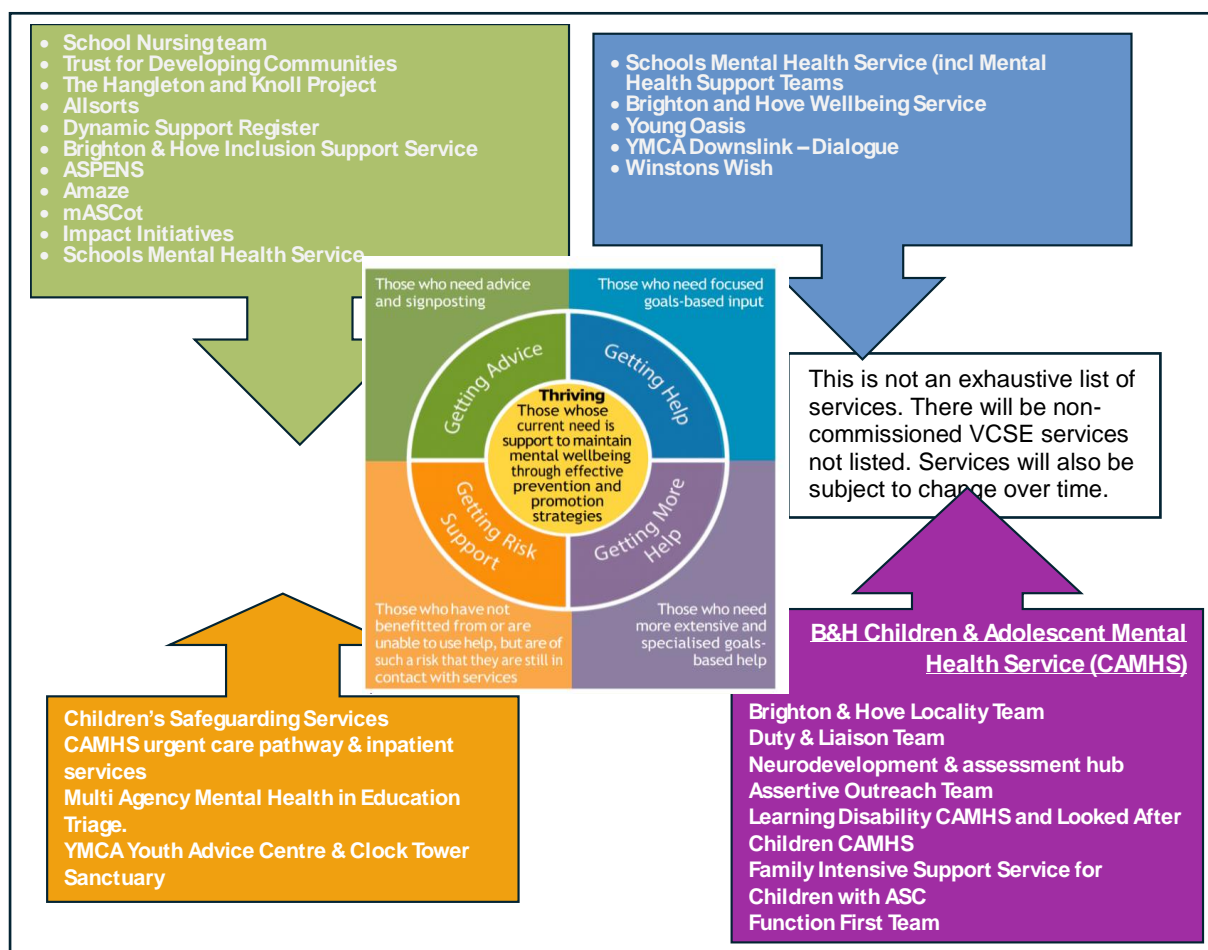 • School Nursing team
• Trust for Developing Communities
• The Hangleton and Knoll Project
• Allsorts
• Dynamic Support Register
• Brighton & Hove Inclusion Support Service
• ASPENS
• Amaze
• mASCot
• Impact Initiatives
• Schools Mental Health Service
• Schools Mental Health Service (incl Mental
Health Support Teams
• Brighton and Hove Wellbeing Service
• Young Oasis
• YMCA Downslink – Dialogue
• Winstons Wish
Those who need advice
and signposting
Those who need focused
goals-based input
Getting Advice
Getting Help
Thriving
Those whose
current need is
support to maintain
mental wellbeing
through effective
prevention and
promotion
strategies
Getting Risk
Support
Getting More
Help
Those who have not
benefitted from or are
unable to use help, but are of
such a risk that they are still in
contact with services
Those who need
more extensive and
specialised goals-
based help
This is not an exhaustive list of
services. There will be non-
commissioned VCSE services
not listed. Services will also be
subject to change over time.
Children’s Safeguarding Services
CAMHS urgent care pathway & inpatient
services
Multi Agency Mental Health in Education
Triage.
YMCA Youth Advice Centre & Clock Tower
Sanctuary
B&H Children & Adolescent Mental
Health Service (CAMHS)
Brighton & Hove Locality Team
Duty & Liaison Team
Neurodevelopment & assessment hub
Assertive Outreach Team
Learning Disability CAMHS and Looked After
Children CAMHS
Family Intensive Support Service for
Children with ASC
Function First Team